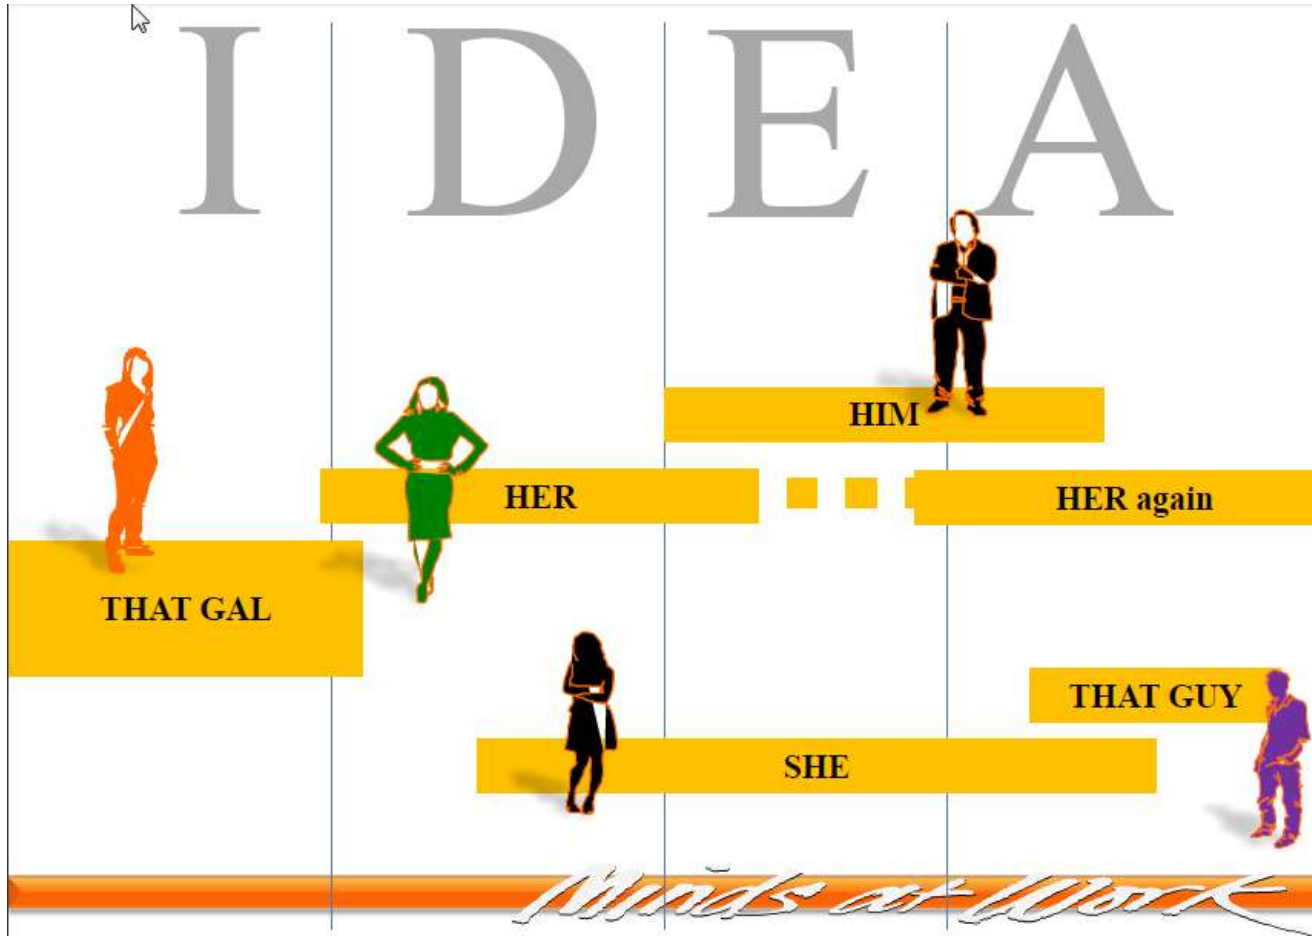 I D E A
HIM
HER
HER again
THAT GAL
THAT GUY
SHE
Minds at Work